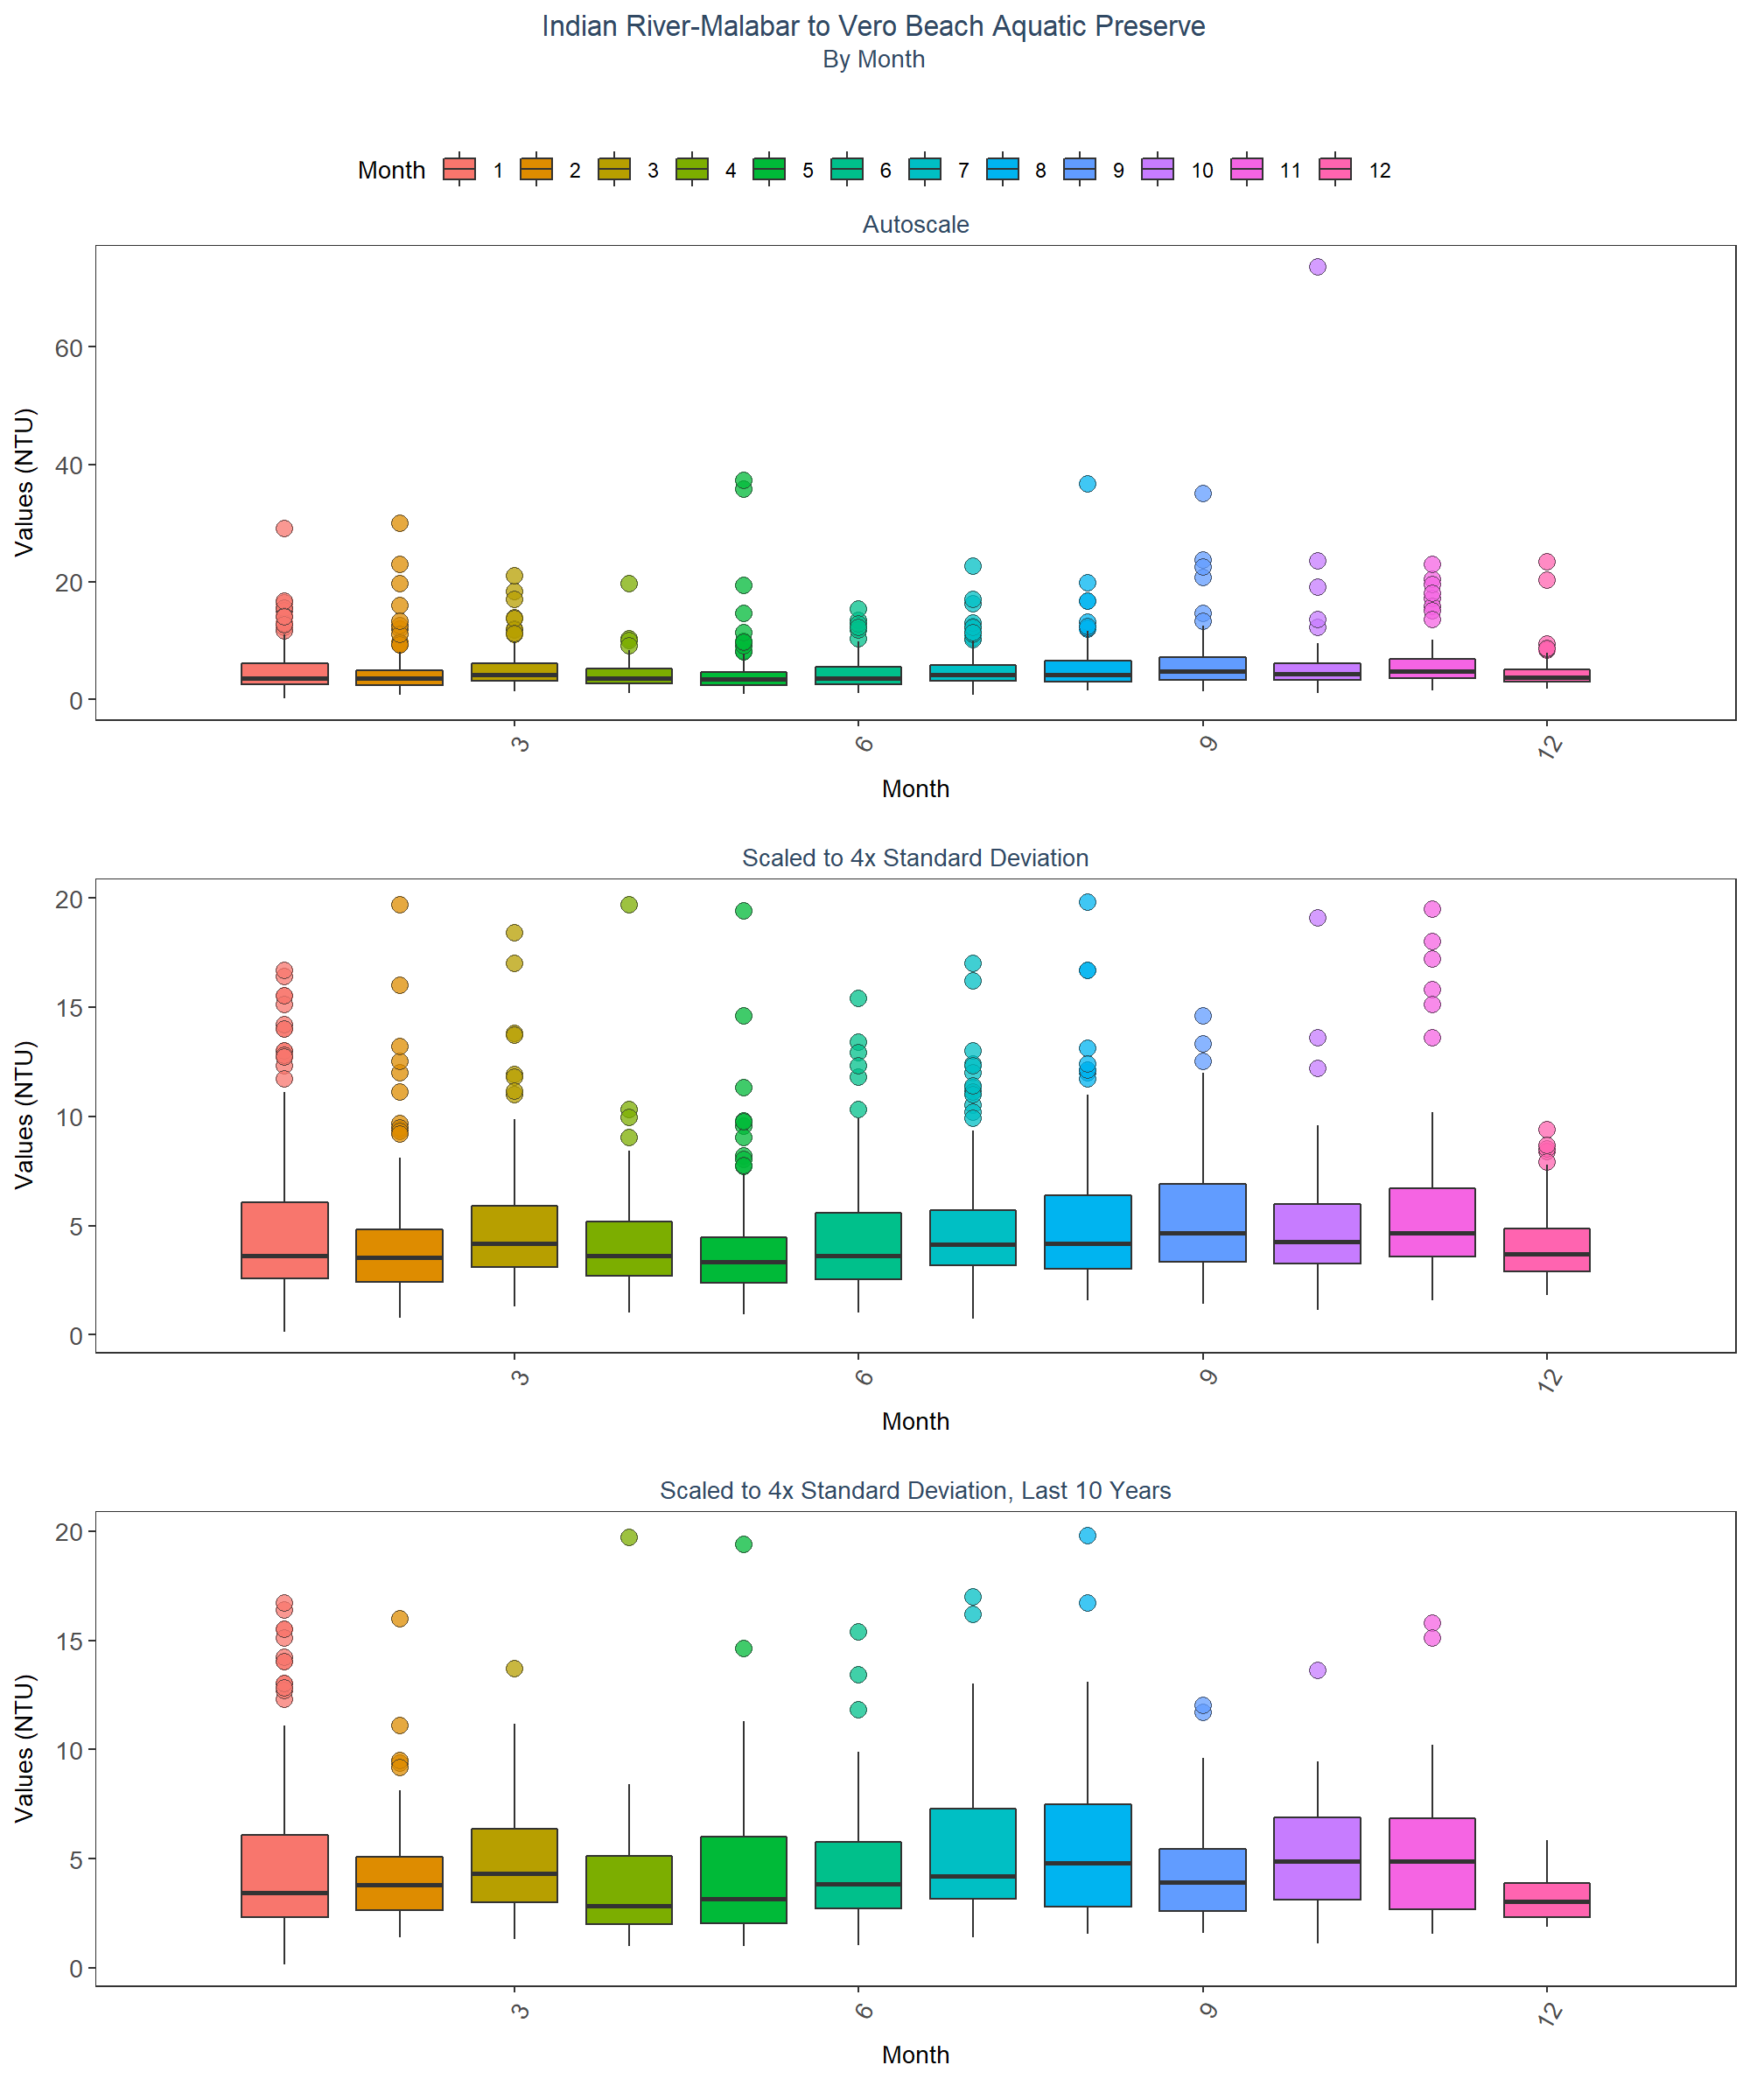 Indian River-Malabar to Vero Beach Aquatic Preserve
By Month
Month 1 2 3 4 5 6 7 8 9 10 11 12
Autoscale
Values (NTU)
60
40
20
0
3 6 9 12
Month
Scaled to 4x Standard Deviation
Values (NTU)
20
15
10
5
0
3 6 9 12
Month
Scaled to 4x Standard Deviation, Last 10 Years
Values (NTU)
20
15
10
5
0
3 6 9 12
Month